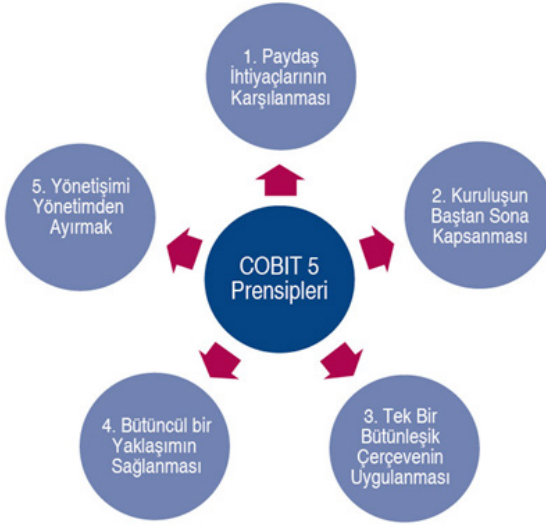 1. Paydaş
İhtiyaçlarının
Karşılanması
2. Kuruluşun
Baştan Sona
Kapsanması
3. Tek Bir
Bütünleşik
Çerçevenin
Uygulanması
4. Bütüncül bir
Yaklaşımın
Sağlanması
5. Yönetişimi
Yönetimden
Ayırmak
COBIT 5
Prensipleri